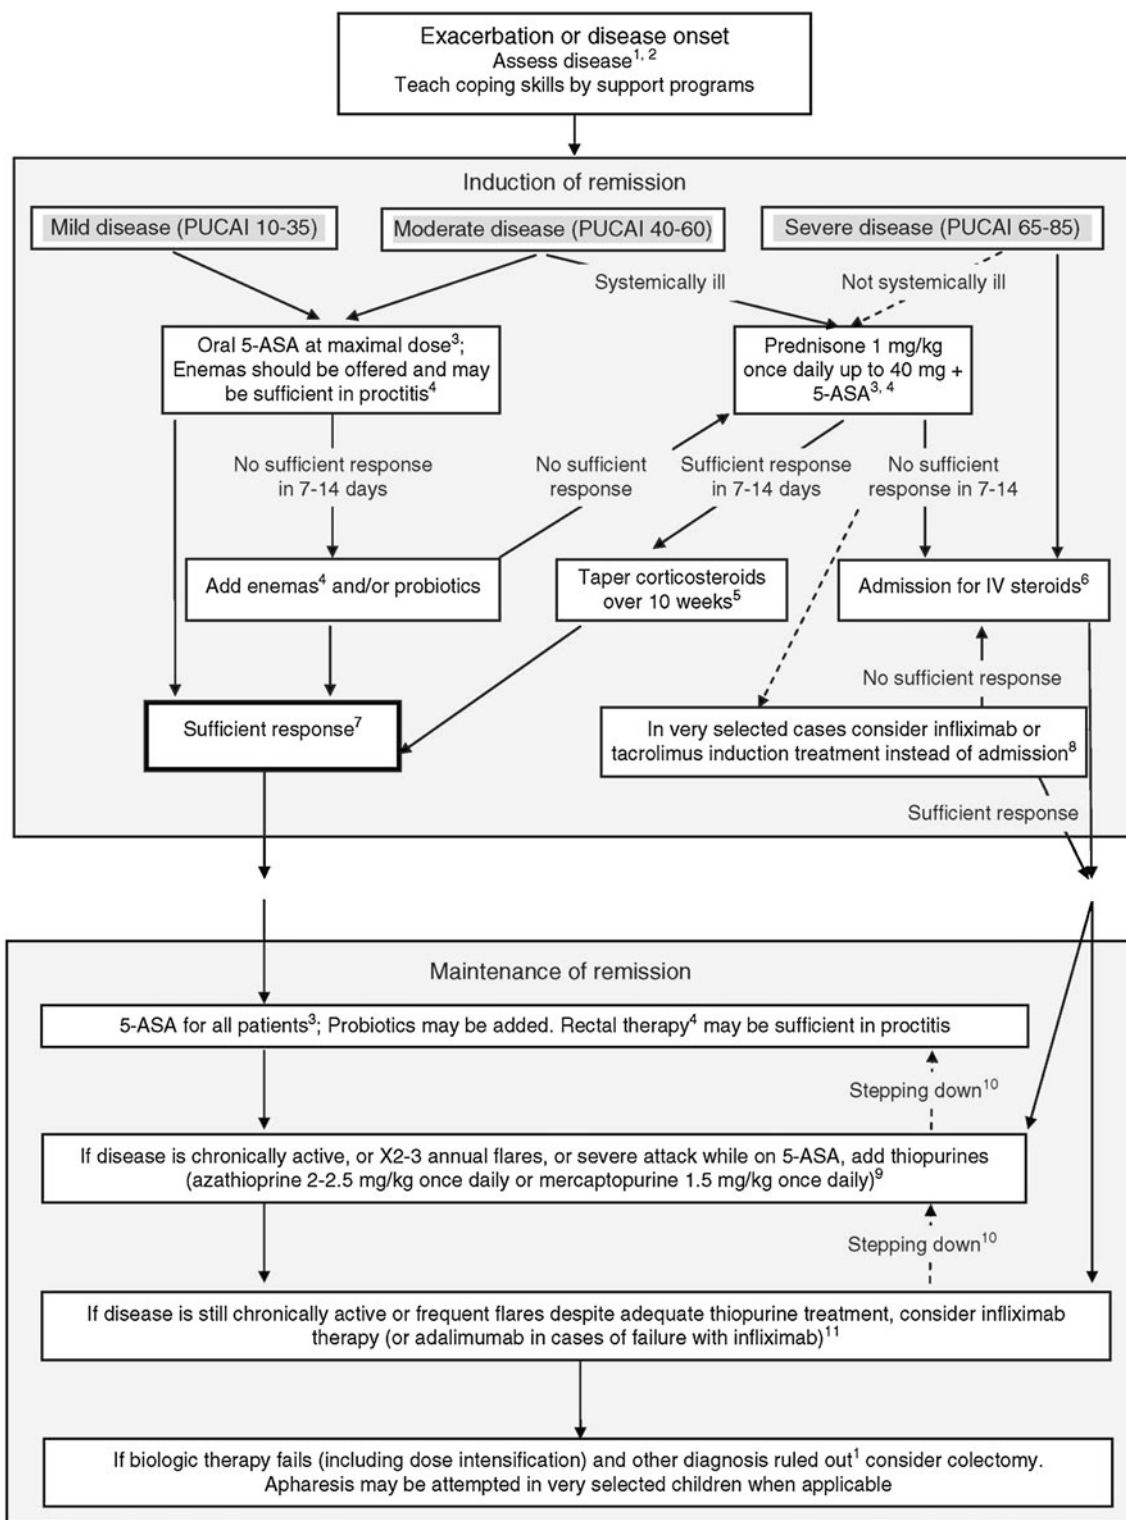 Exacerbation or disease onset
Assess disease1, 2
Teach coping skills by support programs
Induction of remission
Mild disease (PUCAI 10-35)
Moderate disease (PUCAI 40-60)
Severe disease (PUCAI 65-85)
Systemically ill
Not systemically ill
Oral 5-ASA at maximal dose3;
Enemas should be offered and may
be sufficient in proctitis4
Prednisone 1 mg/kg
once daily up to 40 mg +
5-ASA3, 4
No sufficient response
in 7-14 days
No sufficient
response
Sufficient response
in 7-14 days
No sufficient
response in 7-14
Add enemas4 and/or probiotics
Taper corticosteroids
over 10 weeks5
Admission for IV steroids6
No sufficient response
Sufficient response7
In very selected cases consider infliximab or
tacrolimus induction treatment instead of admission8
Sufficient response
Maintenance of remission
5-ASA for all patients3; Probiotics may be added. Rectal therapy4 may be sufficient in proctitis
Stepping down10
If disease is chronically active, or X2-3 annual flares, or severe attack while on 5-ASA, add thiopurines
(azathioprine 2-2.5 mg/kg once daily or mercaptopurine 1.5 mg/kg once daily)9
Stepping down10
If disease is still chronically active or frequent flares despite adequate thiopurine treatment, consider infliximab
therapy (or adalimumab in cases of failure with infliximab)11
If biologic therapy fails (including dose intensification) and other diagnosis ruled out1 consider colectomy.
Apharesis may be attempted in very selected children when applicable